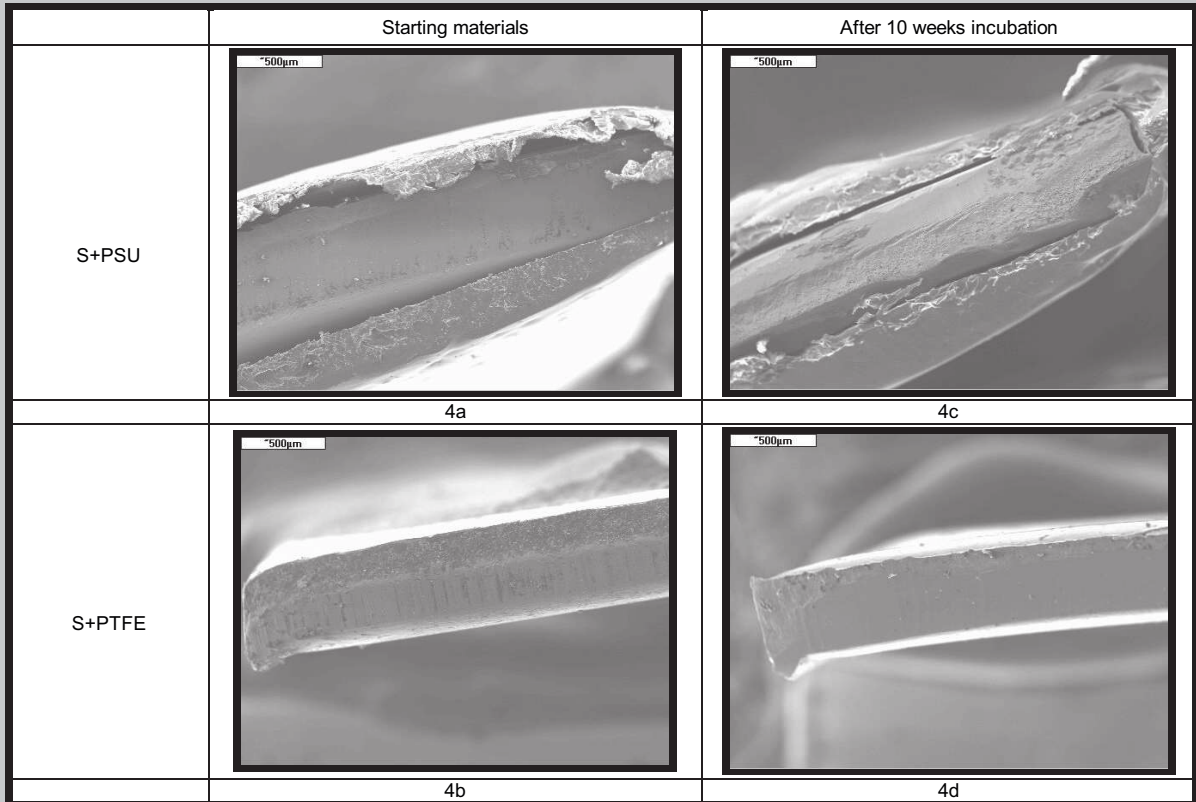 Starting materials
After 10 weeks incubation
S+PSU
~500µm
~500µm
4a
4c
S+PTFE
~500µm
~500µm
4b
4d